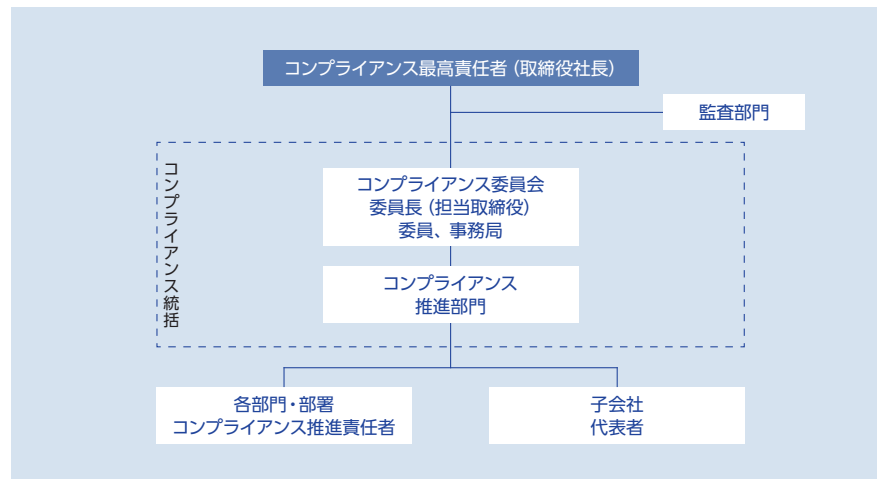 コンプライアンス最高責任者（取締役社長）
監査部門
コンプライアンス統括
コンプライアンス委員会
委員長（担当取締役）
委員、事務局
コンプライアンス
推進部門
各部門・部署
コンプライアンス推進責任者
子会社
代表者